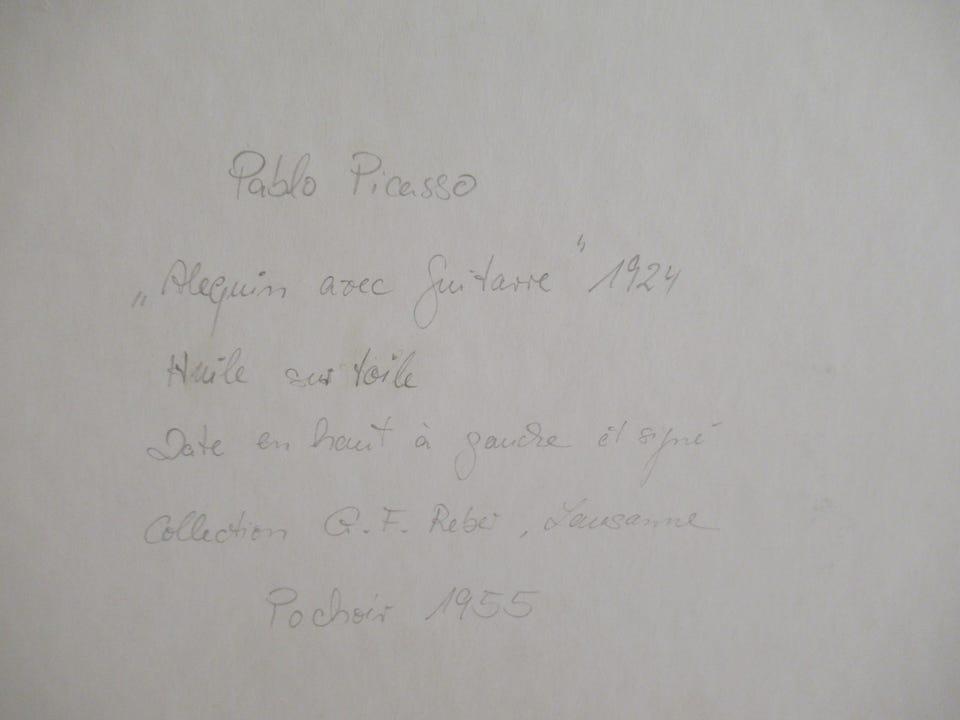 Pablo Picasso
„Alequin avec Guitarre" 1924
Huile sur toile
Date en haut à gauche et signé
Collection G. F. Reber, Lausanne
Pochoir 1955